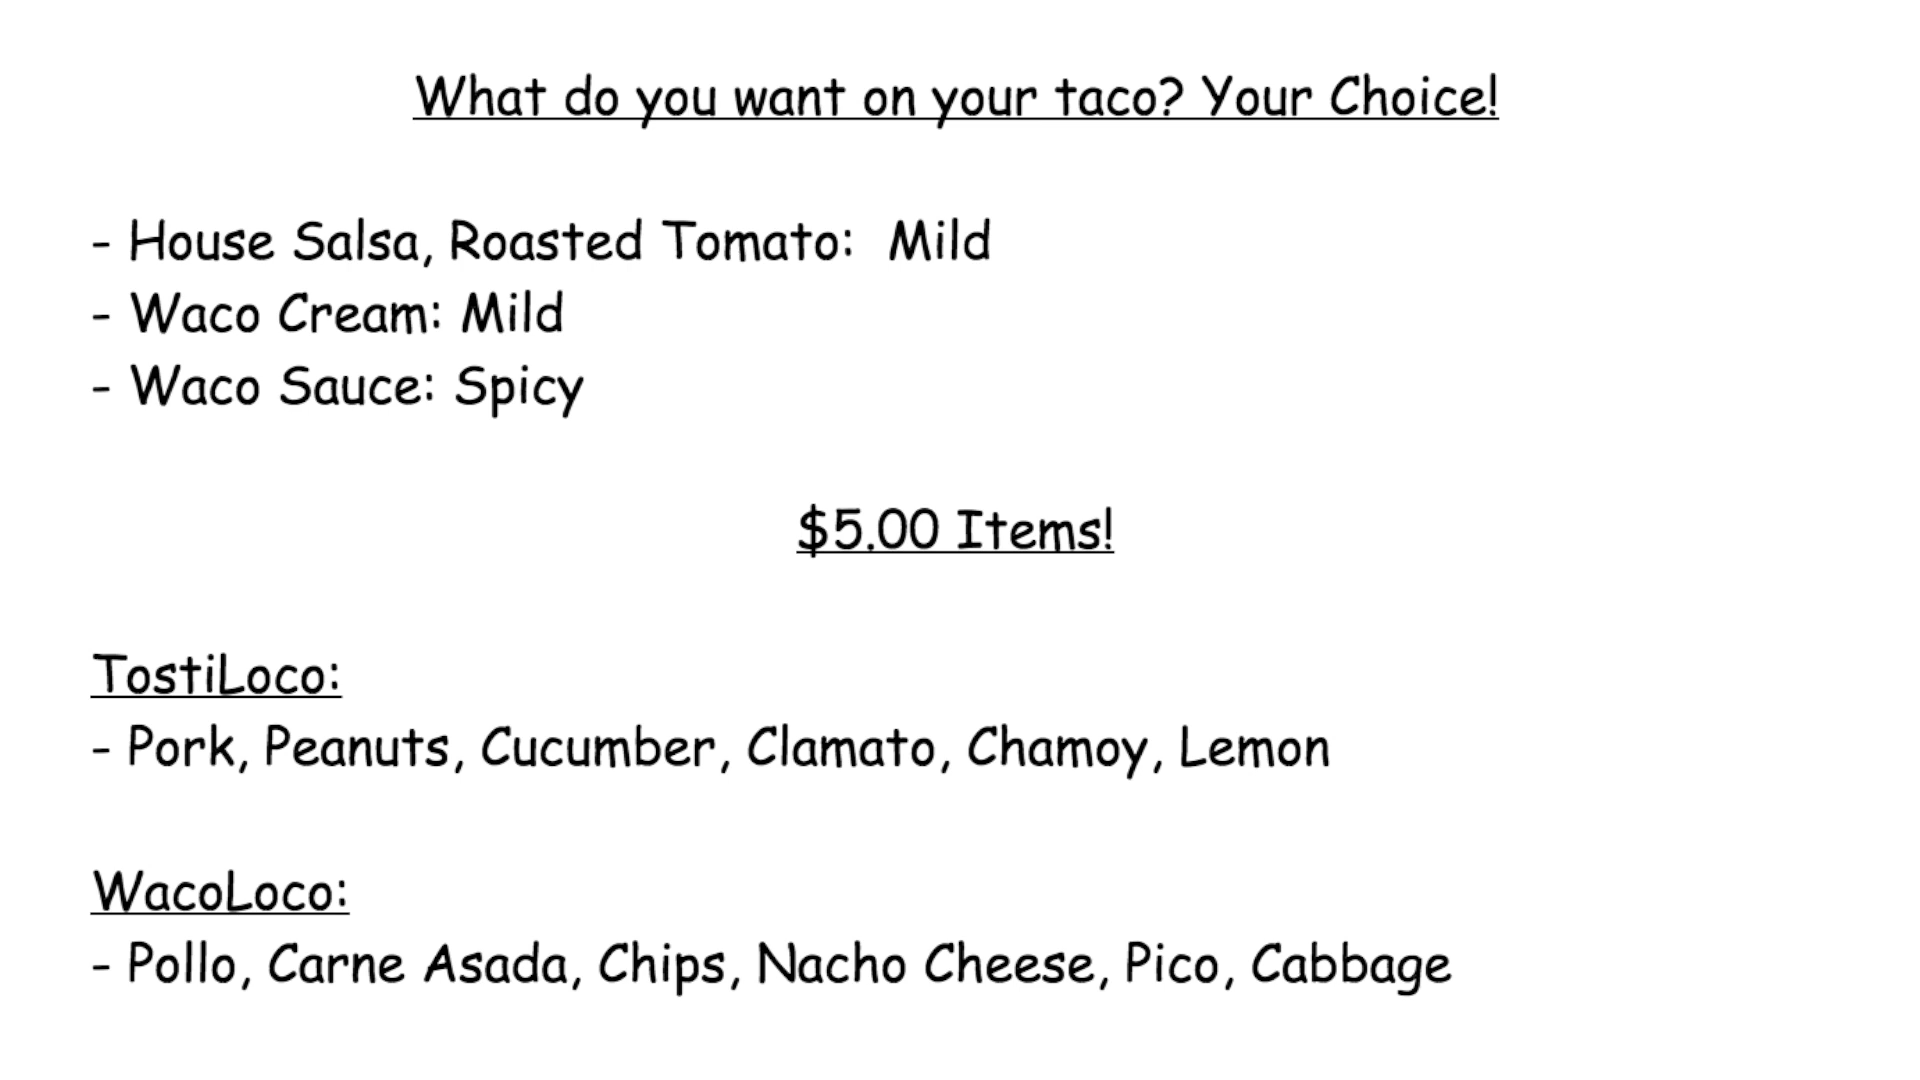 What do you want on your taco? Your Choice!
- House Salsa, Roasted Tomato:  Mild
- Waco Cream: Mild
- Waco Sauce: Spicy
$5.00 Items!
TostiLoco:
- Pork, Peanuts, Cucumber, Clamato, Chamoy, Lemon
WacoLoco:
- Pollo, Carne Asada, Chips, Nacho Cheese, Pico, Cabbage